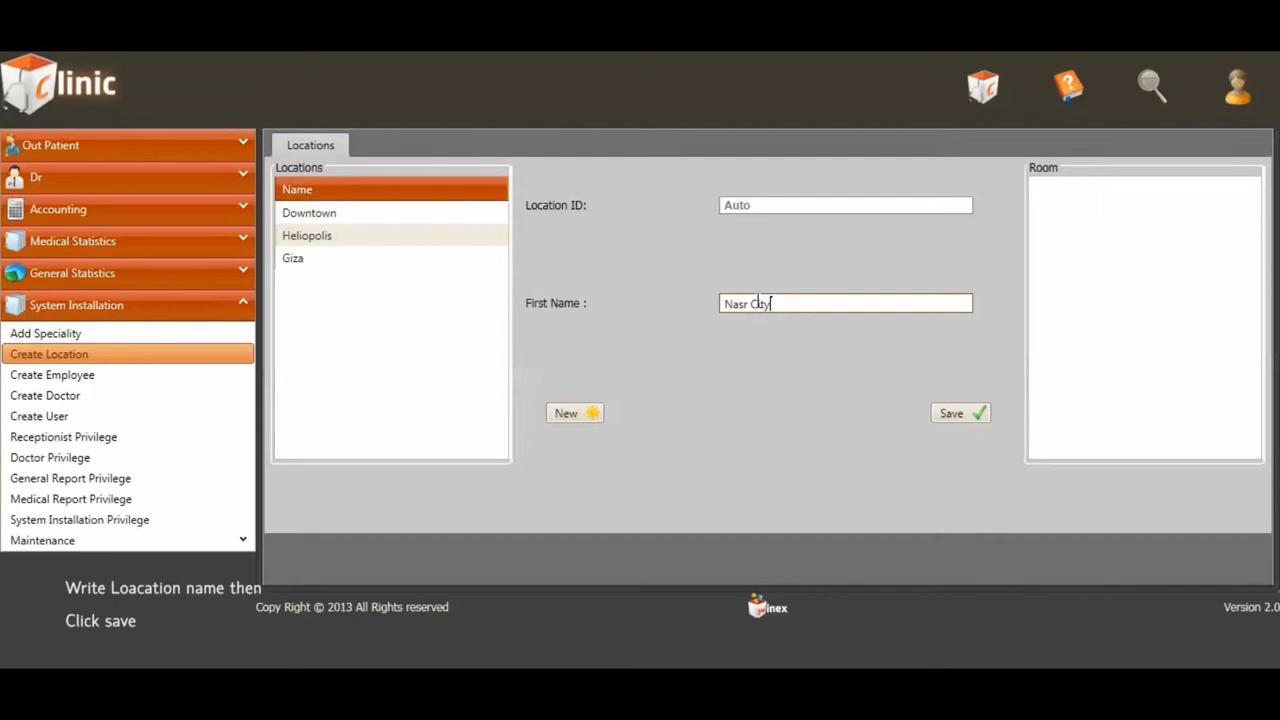 Clinic
Out Patient
Dr
Accounting
Medical Statistics
General Statistics
System Installation
Add Speciality
Create Location
Create Employee
Create Doctor
Create User
Receptionist Privilege
Doctor Privilege
General Report Privilege
Medical Report Privilege
System Installation Privilege
Maintenance
Locations
Locations
Name
Downtown
Heliopolis
Giza
Location ID:
Auto
First Name :
Nasr City
New
Save
Room
Write Loacation name then
Click save
Copy Right © 2013 All Rights reserved
inex
Version 2.0